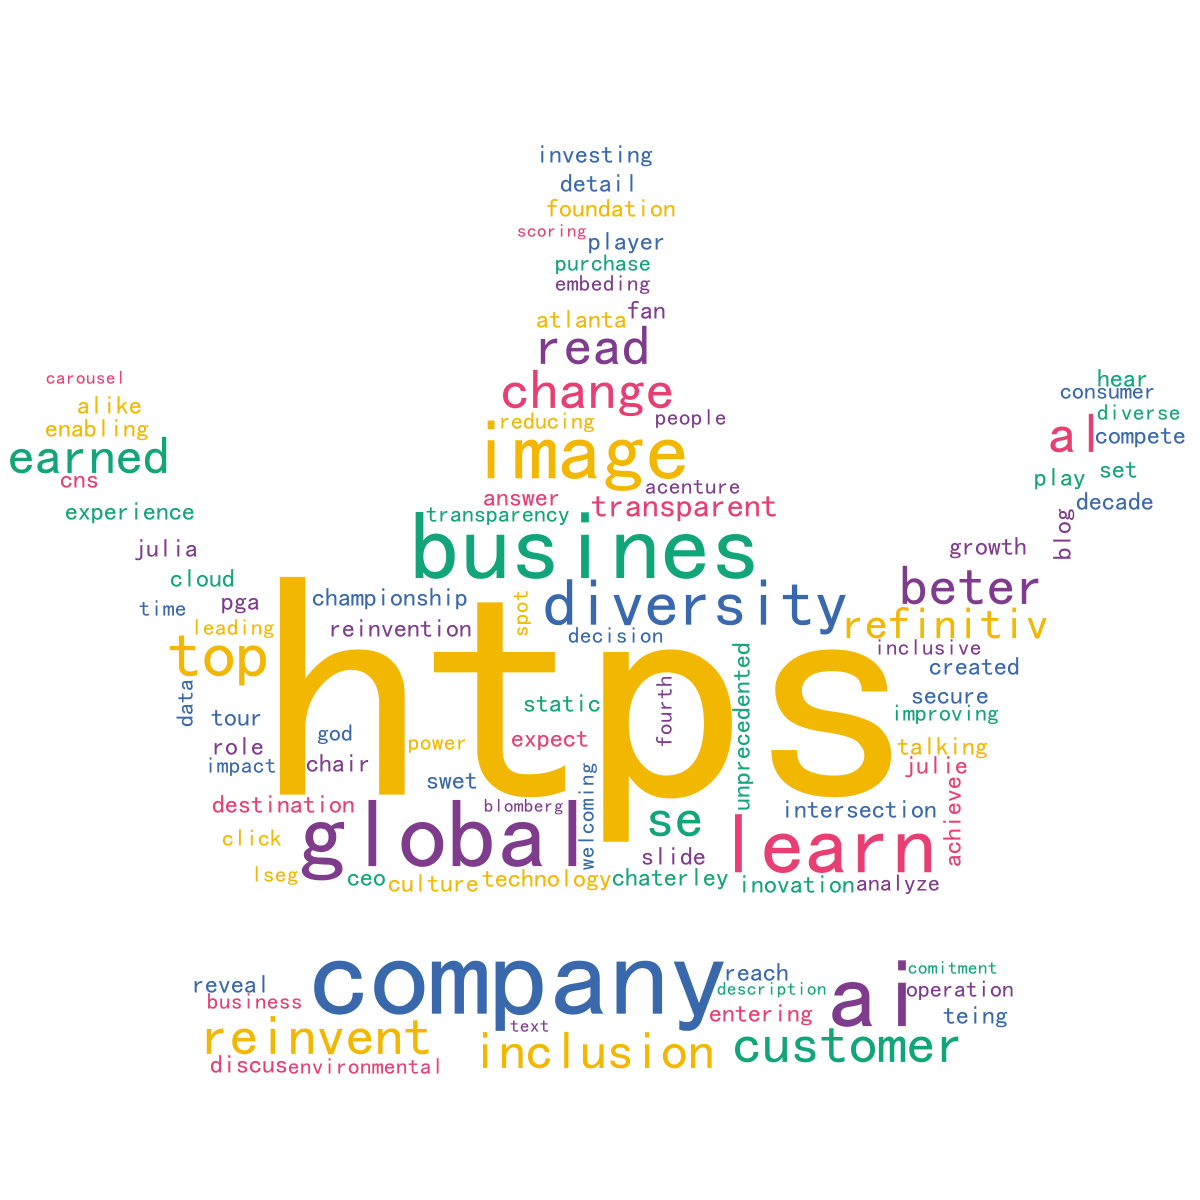 investing
detail
foundation
scoring
player
purchase
embeding
fan
atlanta
read
carousel
change
hear
consumer
alike
diverse
enabling
reducing
people
al
compete
earned
image
cns
play
set
acenture
answer
transparent
decade
experience
transparency
blog
busines
julia
growth
cloud
beter
time
pga
championship
spot
diversity
leading
reinvention
decision
refinitiv
inclusive
top
htps
unprecedented
created
data
static
fourth
secure
improving
tour
god
role
power
expect
talking
impact
chair
julie
swet
welcoming
destination
blomberg
intersection
achieve
click
global
se
learn
slide
lseg
ceo
culture
technology
chaterley
inovation
analyze
company
reach
comitment
reveal
description
ai
operation
business
entering
teing
reinvent
text
inclusion
customer
discus
environmental